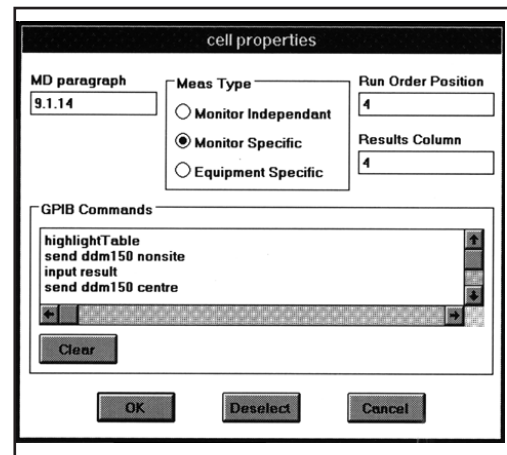 cell properties
MD paragraph
9.1.14
Meas Type
Monitor Independant
Monitor Specific
Equipment Specific
Run Order Position
4
Results Column
4
GPIB Commands
highlightTable
send ddm150 nonsite
input result
send ddm150 centre
Clear
OK
Deselect
Cancel